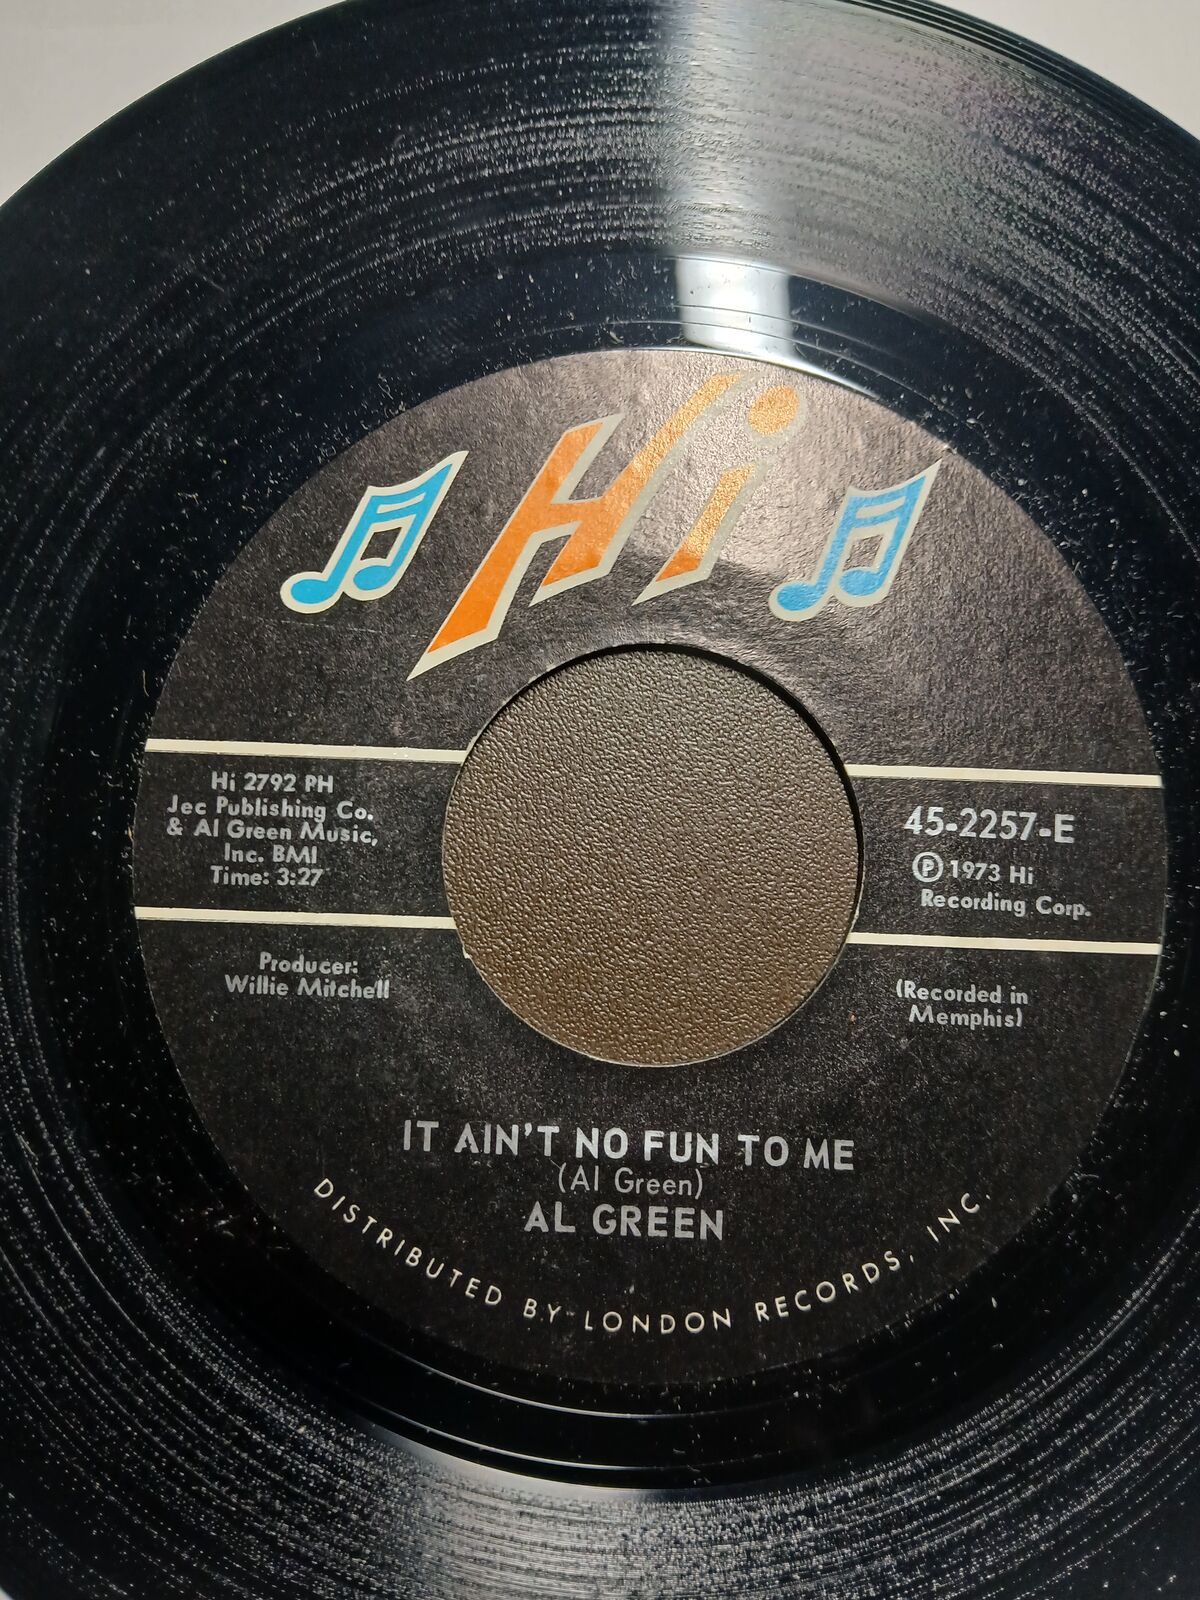 Hi
Hi 2792 PH
Jec Publishing Co.
& Al Green Music,
Inc. BMI
Time: 3:27
45-2257-E
Ⓟ 1973 Hi
Recording Corp.
Producer:
Willie Mitchell
(Recorded in
Memphis)
IT AIN'T NO FUN TO ME
(Al Green)
AL GREEN
DISTRIBUTED BY LONDON RECORDS, INC.